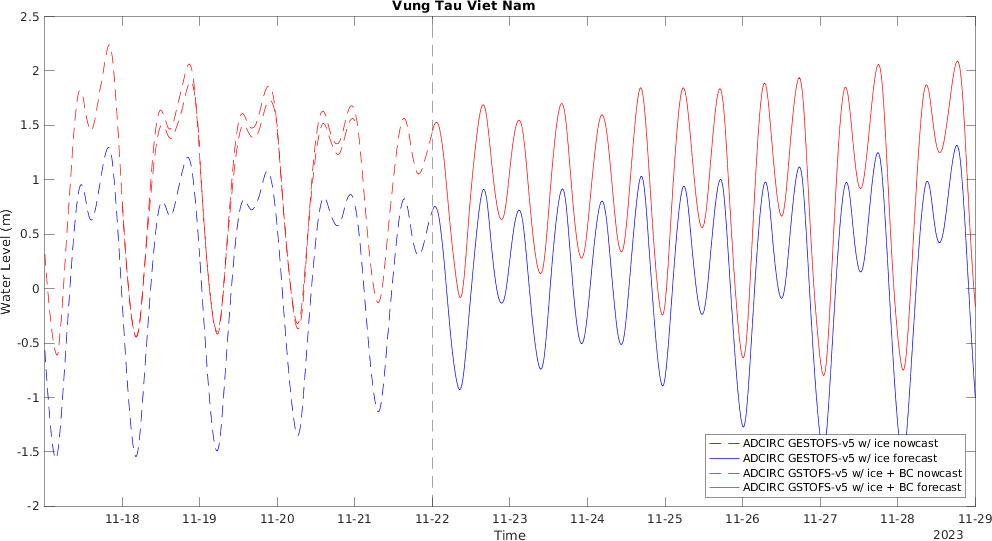 Vung Tau Viet Nam
2.5
2
1.5
1
0.5
0
-0.5
-1
-1.5
-2
Water Level (m)
ADCIRC GESTOFS-v5 w/ ice nowcast
ADCIRC GESTOFS-v5 w/ ice forecast
ADCIRC GSTOFS-v5 w/ ice + BC nowcast
ADCIRC GSTOFS-v5 w/ ice + BC forecast
11-18 11-19 11-20 11-21 11-22 11-23 11-24 11-25 11-26 11-27 11-28 11-29
Time
2023